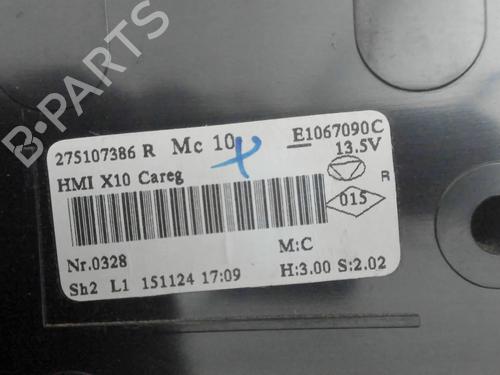 275107386 R Mc 10 E1067090C
HMI X10 Careg 13.5V
R
015
Nr.0328 M:C
Sh2 L1 151124 17:09 H:3.00 S:2.02
B-Parts